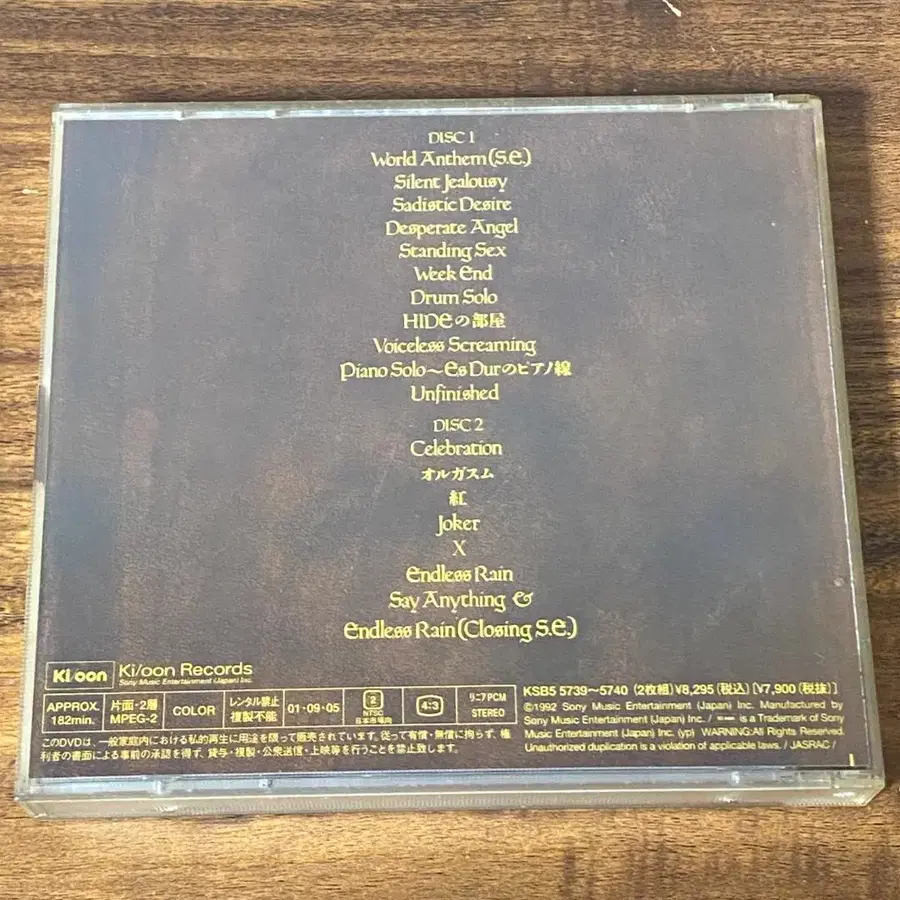 DISC 1
World Anthem (S.E.)
Silent Jealousy
Sadistic Desire
Desperate Angel
Standing Sex
Week End
Drum Solo
HIDEの部屋
Voiceless Screaming
Piano Solo～Es Durのピアノ線
Unfinished
DISC 2
Celebration
オルガスム
紅
Joker
X
Endless Rain
Say Anything &
Endless Rain (Closing S.E.)
Ki/oon
Ki/oon Records
Sony Music Entertainment (Japan) Inc.
APPROX. 182min.
片面・2層 MPEG-2
COLOR
レンタル禁止 複製不能
01・09・05
2 NTSC 日本市場向
4:3
リニアPCM STEREO
このDVDは、一般家庭内における私的再生に用途を限って販売されています。従って有償・無償に拘らず、権
利者の書面による事前の承諾を得ず、貸与・複製・公衆送信・上映等を行うことを禁止致します。
KSB5 5739～5740 (2枚組) ¥8,295 (税込) [¥7,900 (税抜)]
©1992 Sony Music Entertainment (Japan) Inc. Manufactured by
Sony Music Entertainment (Japan) Inc. / is a Trademark of Sony
Music Entertainment (Japan) Inc. (yp) WARNING:All Rights Reserved.
Unauthorized duplication is a violation of applicable laws. / JASRAC /